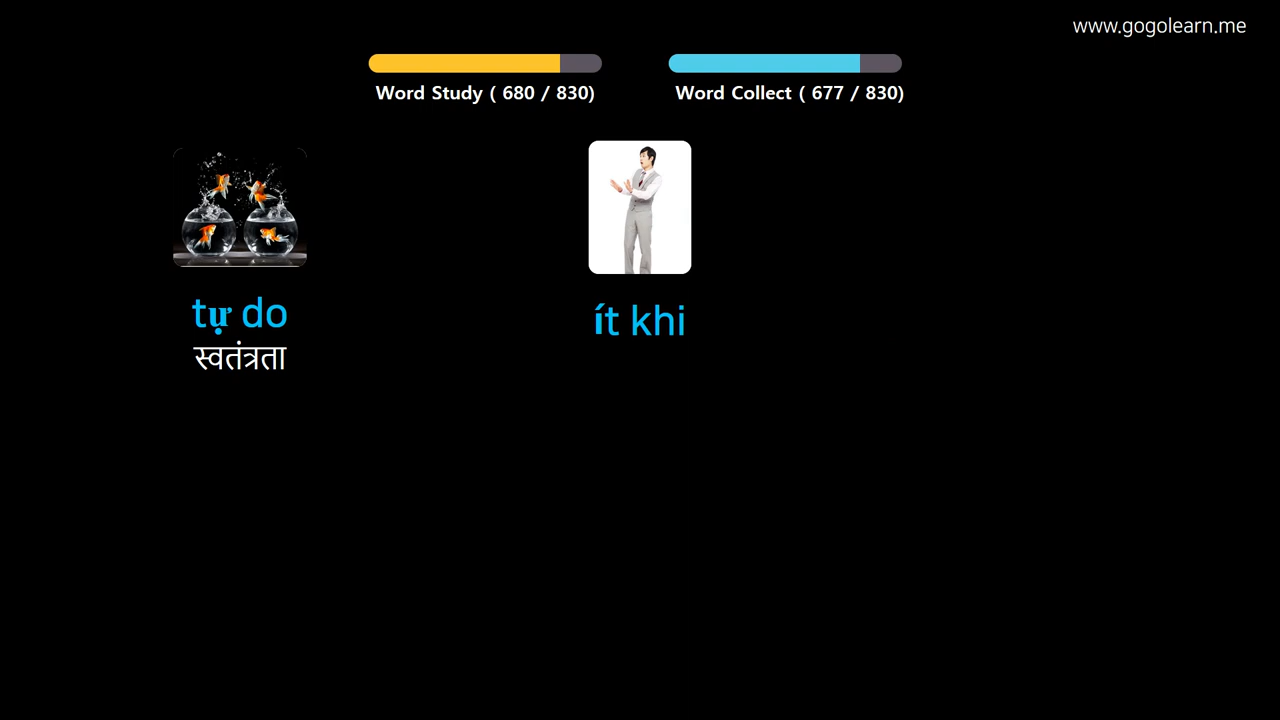 www.gogolearn.me
Word Study ( 680 / 830)
Word Collect ( 677 / 830)
tự do
स्वतंत्रता
ít khi